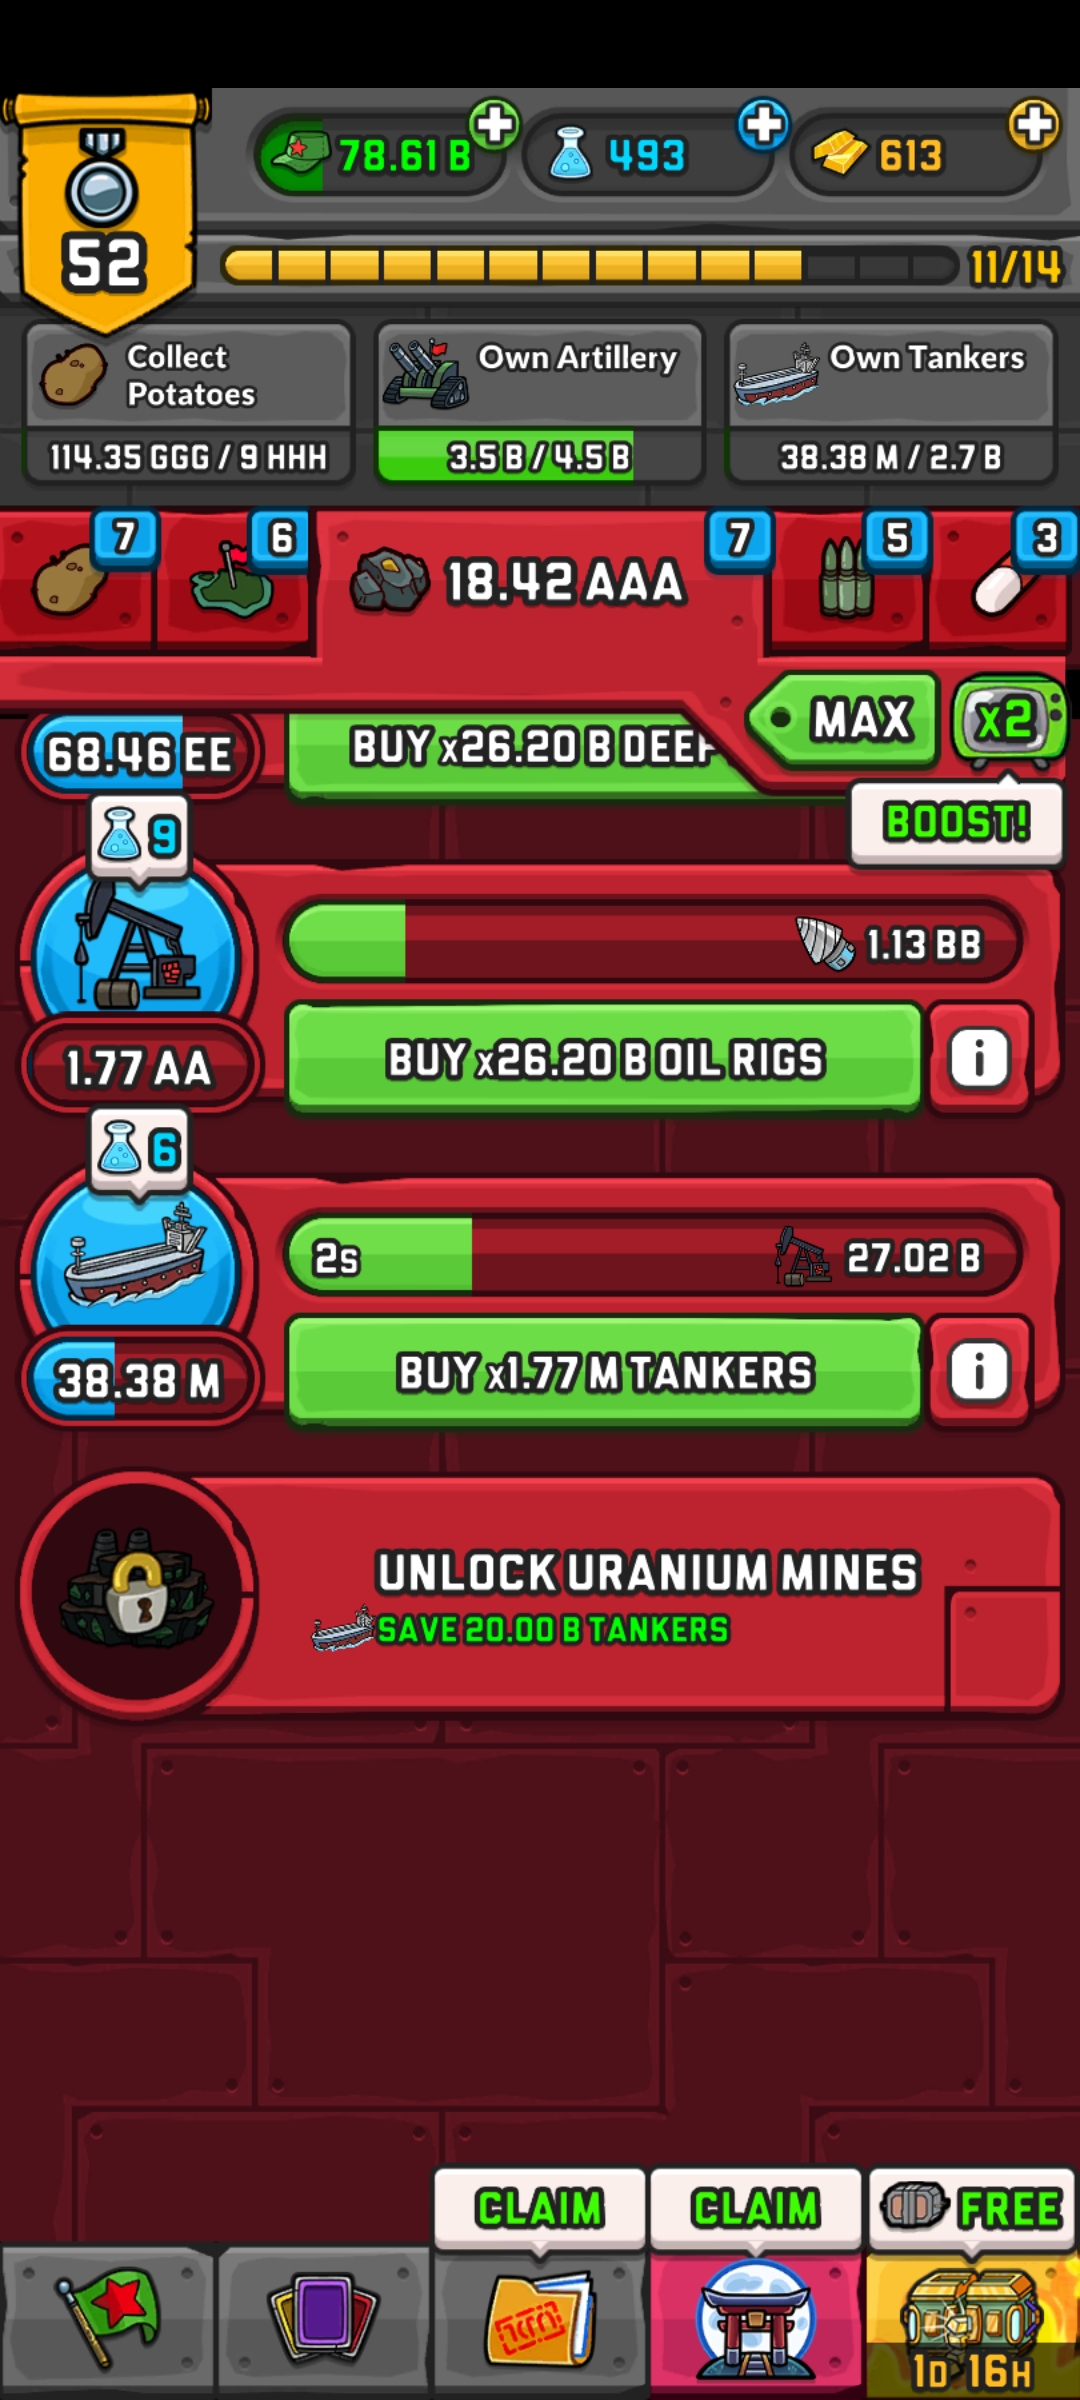 78.61 B
493
613
52
11/14
Collect
Potatoes
Own Artillery
Own Tankers
114.35 GGG / 9 HHH
3.5 B / 4.5 B
38.38 M / 2.7 B
7
6
18.42 AAA
7
5
3
MAX
x2
68.46 EE
BUY x26.20 B DEEP
BOOST!
9
1.13 BB
1.77 AA
BUY x26.20 B OIL RIGS
i
6
2s
27.02 B
38.38 M
BUY x1.77 M TANKERS
i
UNLOCK URANIUM MINES
SAVE 20.00 B TANKERS
CLAIM
CLAIM
FREE
1D 16H